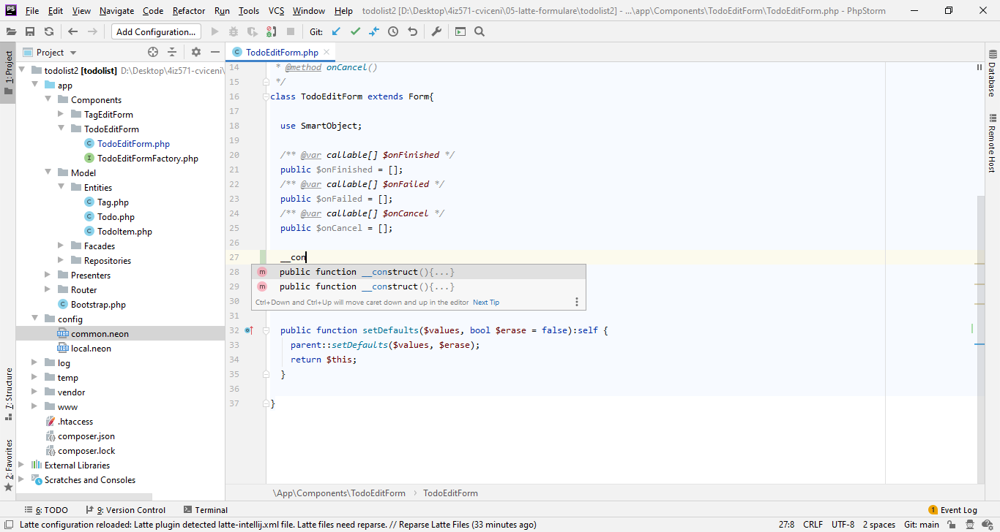 PS File Edit View Navigate Code Refactor Run Tools VCS Window Help todolist2 [D:\Desktop\4iz571-cviceni\05-latte-formulare\todolist2] - ...\app\Components\TodoEditForm\TodoEditForm.php - PhpStorm
Add Configuration... Git:
1: Project
Project
TodoEditForm.php
todolist2 [todolist] D:\Desktop\4iz571-cviceni\
app
Components
TagEditForm
TodoEditForm
TodoEditForm.php
TodoEditFormFactory.php
Model
Entities
Tag.php
Todo.php
TodoItem.php
Facades
Repositories
Presenters
Router
Bootstrap.php
config
common.neon
local.neon
log
temp
vendor
www
.htaccess
composer.json
composer.lock
External Libraries
Scratches and Consoles
7: Structure
2: Favorites
14 * @method onCancel()
15 */
16 class TodoEditForm extends Form{
17
18 use SmartObject;
19
20 /** @var callable[] $onFinished */
21 public $onFinished = [];
22 /** @var callable[] $onFailed */
23 public $onFailed = [];
24 /** @var callable[] $onCancel */
25 public $onCancel = [];
26
27 __con
28 m public function __construct(){...}
29 m public function __construct(){...}
30 Ctrl+Down and Ctrl+Up will move caret down and up in the editor Next Tip
31
32 public function setDefaults($values, bool $erase = false):self {
33 parent::setDefaults($values, $erase);
34 return $this;
35 }
36
37 }
Database
Remote Host
\App\Components\TodoEditForm › TodoEditForm
6: TODO 9: Version Control Terminal 1 Event Log
Latte configuration reloaded: Latte plugin detected latte-intellij.xml file. Latte files need reparse. // Reparse Latte Files (33 minutes ago) 27:8 CRLF UTF-8 2 spaces Git: main